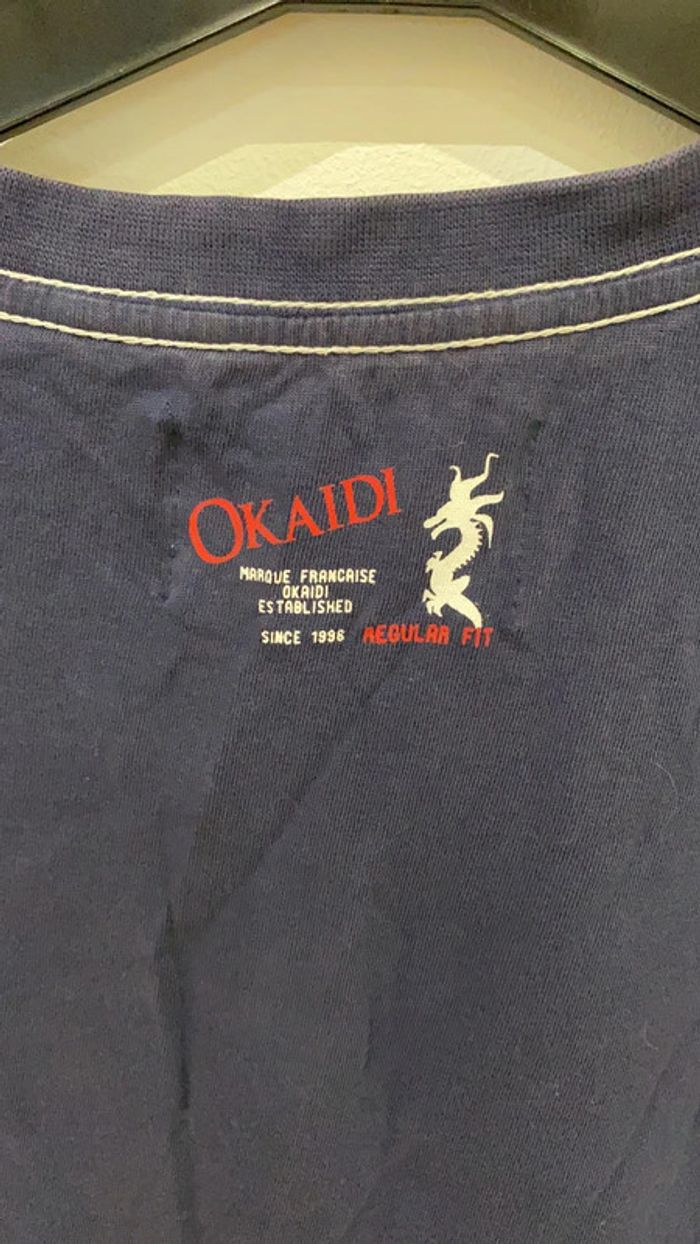 OKAIDI
MARQUE FRANCAISE
OKAIDI
ESTABLISHED
SINCE 1996 REGULAR FIT